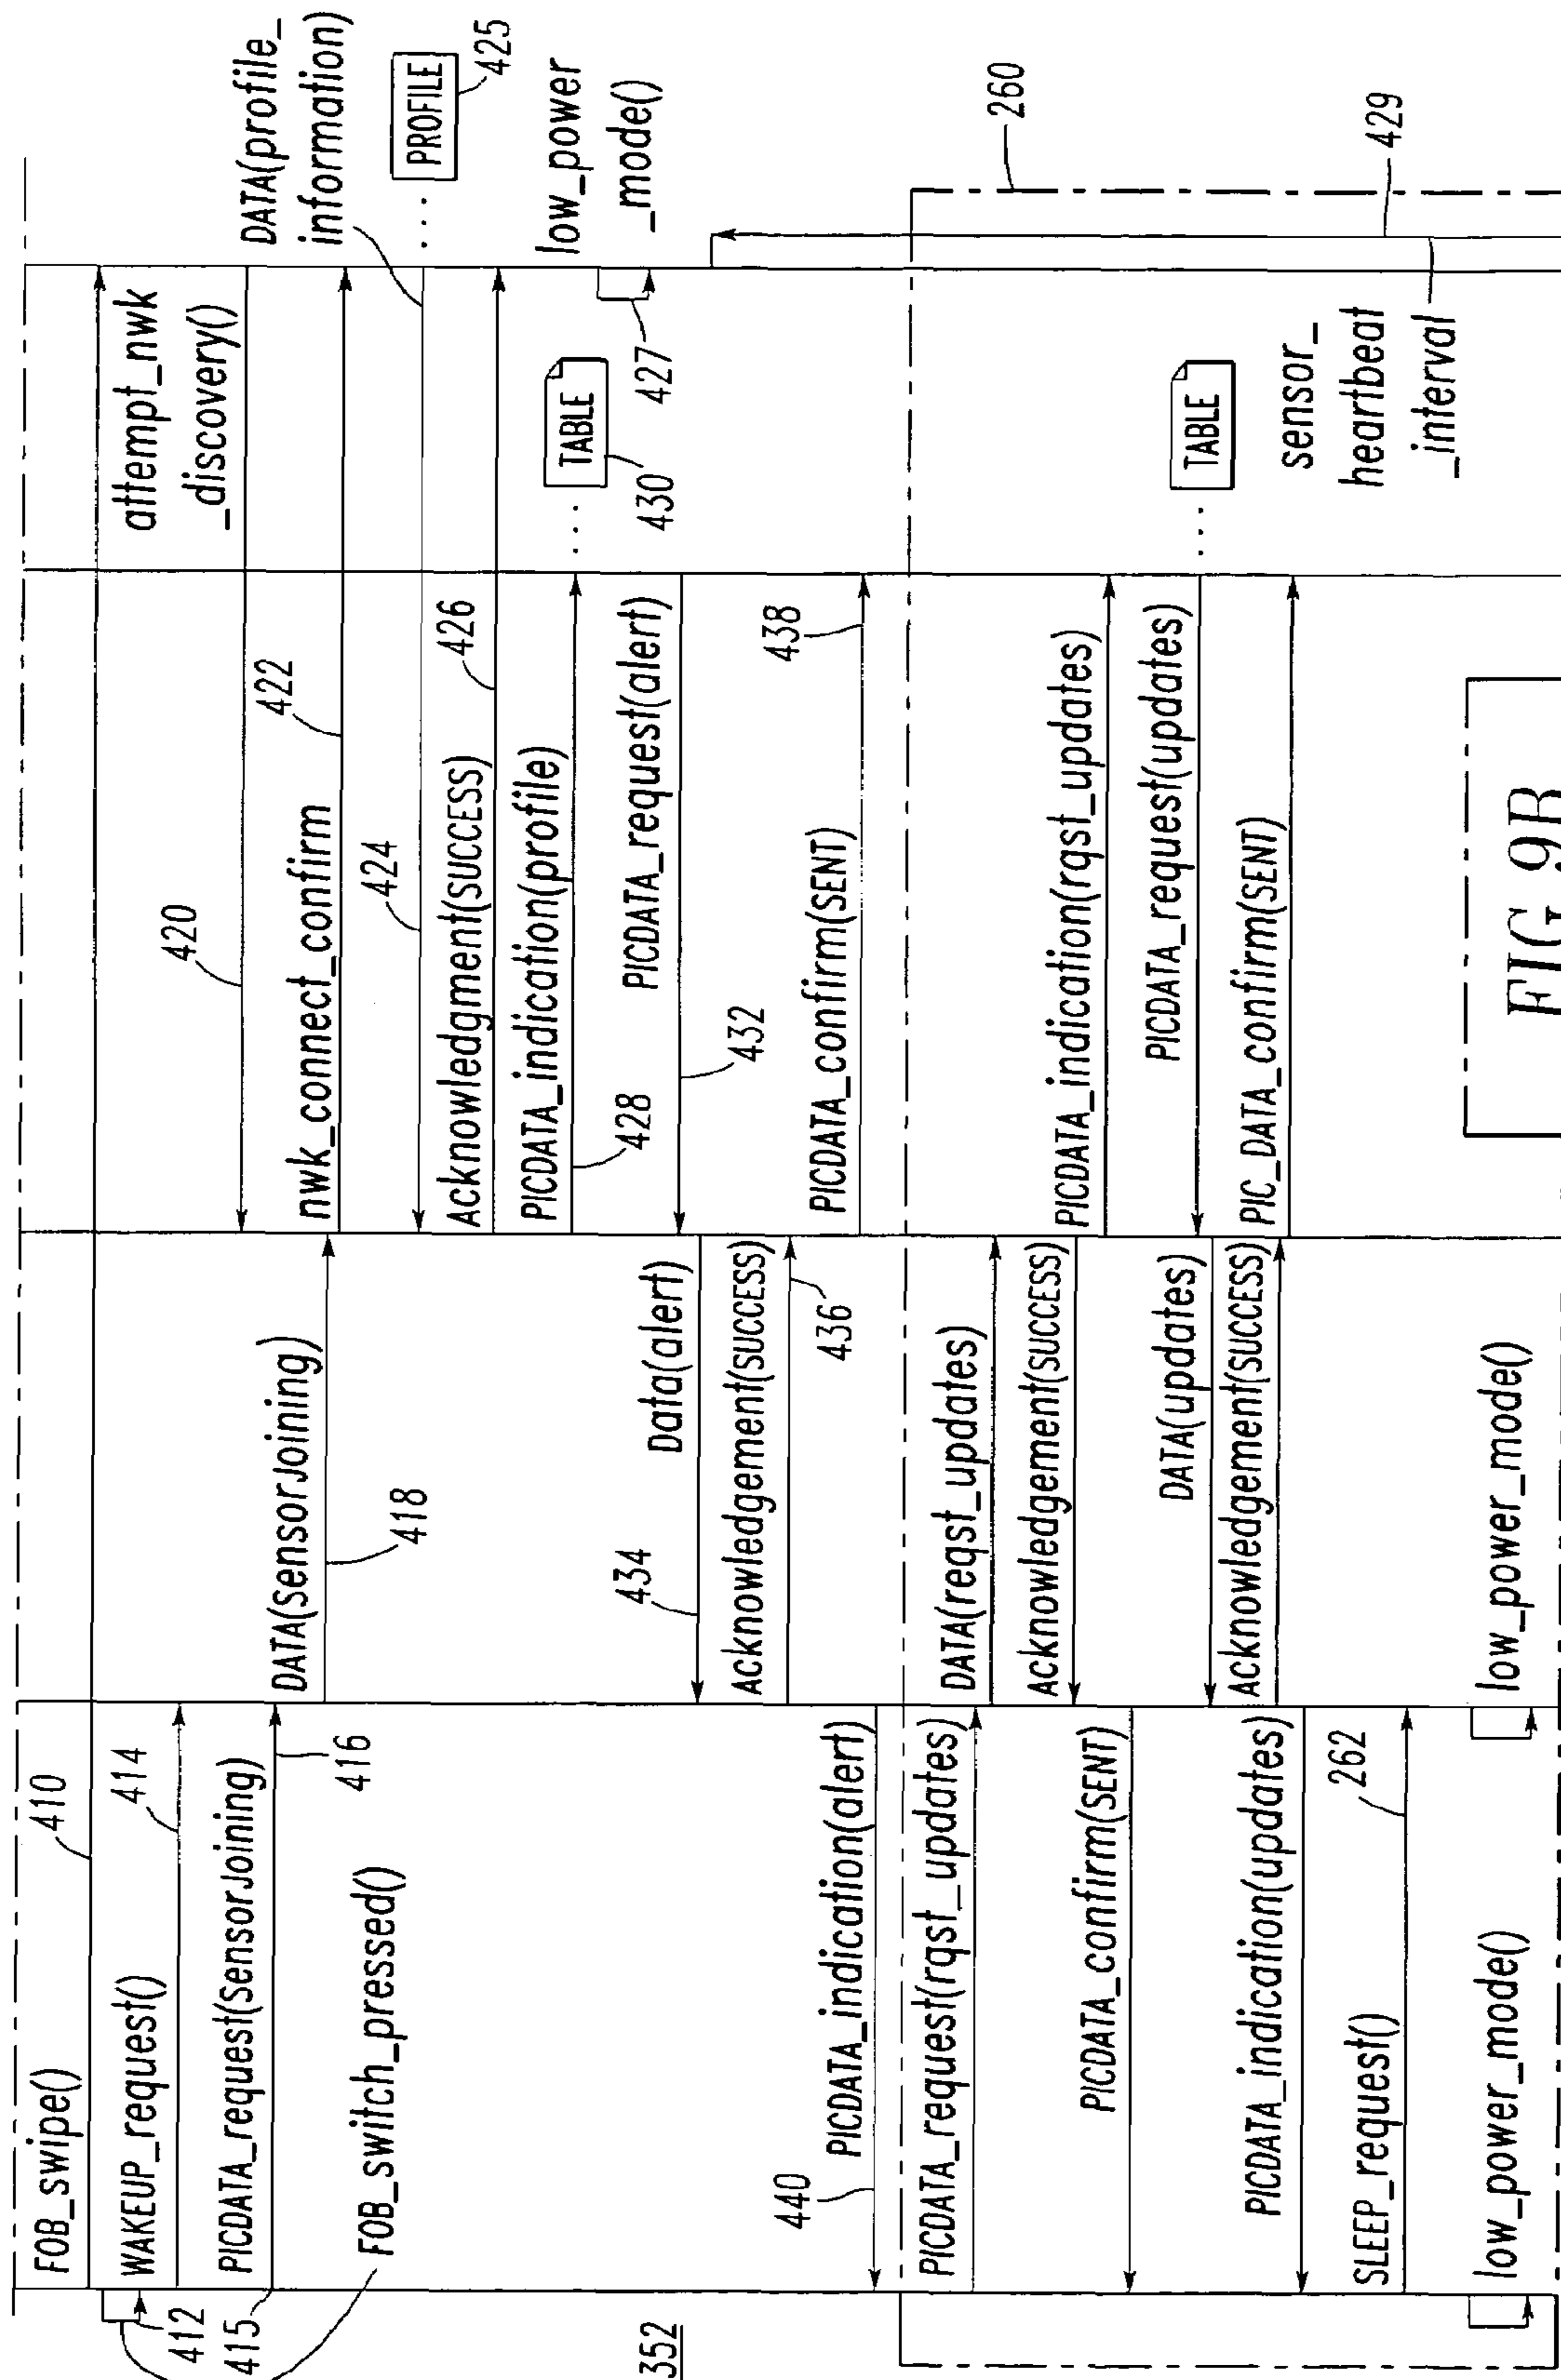 FOB_swipe()
410
412
WAKEUP_request()
414
attempt_nwk
_discovery()
PICDATA_request(SensorJoining)
415
416
420
DATA(SensorJoining)
418
nwk_connect_confirm
422
DATA(profile_
information)
FOB_switch_pressed()
424
... PROFILE
425
Acknowledgment(SUCCESS)
426
PICDATA_indication(profile)
428
... TABLE
430
low_power
_mode()
427
352
PICDATA_request(alert)
432
Data(alert)
434
Acknowledgement(SUCCESS)
436
PICDATA_confirm(SENT)
438
PICDATA_indication(alert)
440
260
PICDATA_request(rqst_updates)
DATA(reqst_updates)
Acknowledgement(SUCCESS)
PICDATA_indication(rqst_updates)
PICDATA_confirm(SENT)
PICDATA_request(updates)
DATA(updates)
... TABLE
Acknowledgement(SUCCESS)
PIC_DATA_confirm(SENT)
PICDATA_indication(updates)
sensor_
heartbeat
_interval
429
SLEEP_request()
262
low_power_mode()
low_power_mode()
FIG.9B